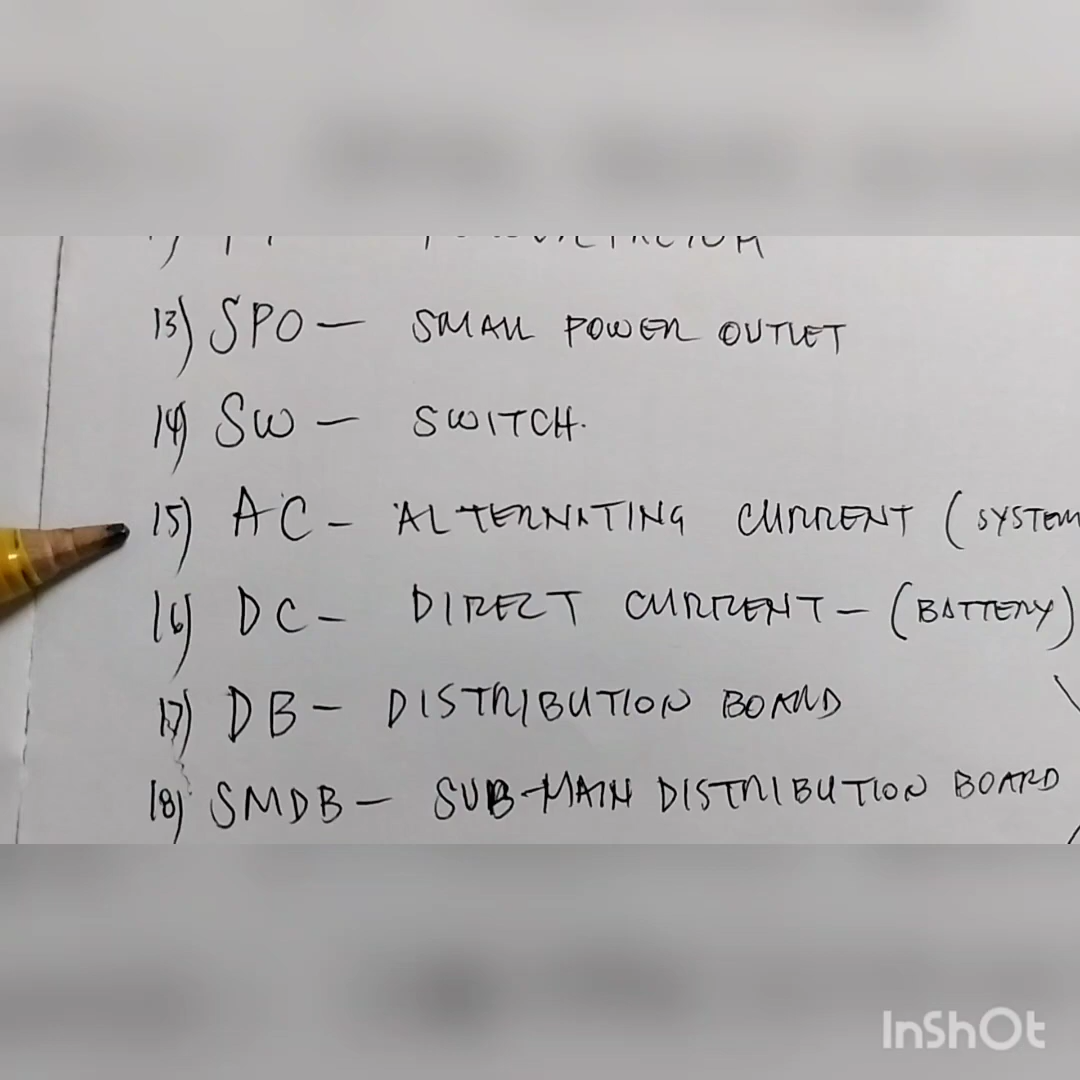 13) SPO — SMALL POWER OUTLET
14) SW — SWITCH.
15) AC - ALTERNATING CURRENT (SYSTEM
16) DC - DIRECT CURRENT - (BATTERY)
17) DB - DISTRIBUTION BOARD
18) SMDB - SUB-MAIN DISTRIBUTION BOARD
InShOt